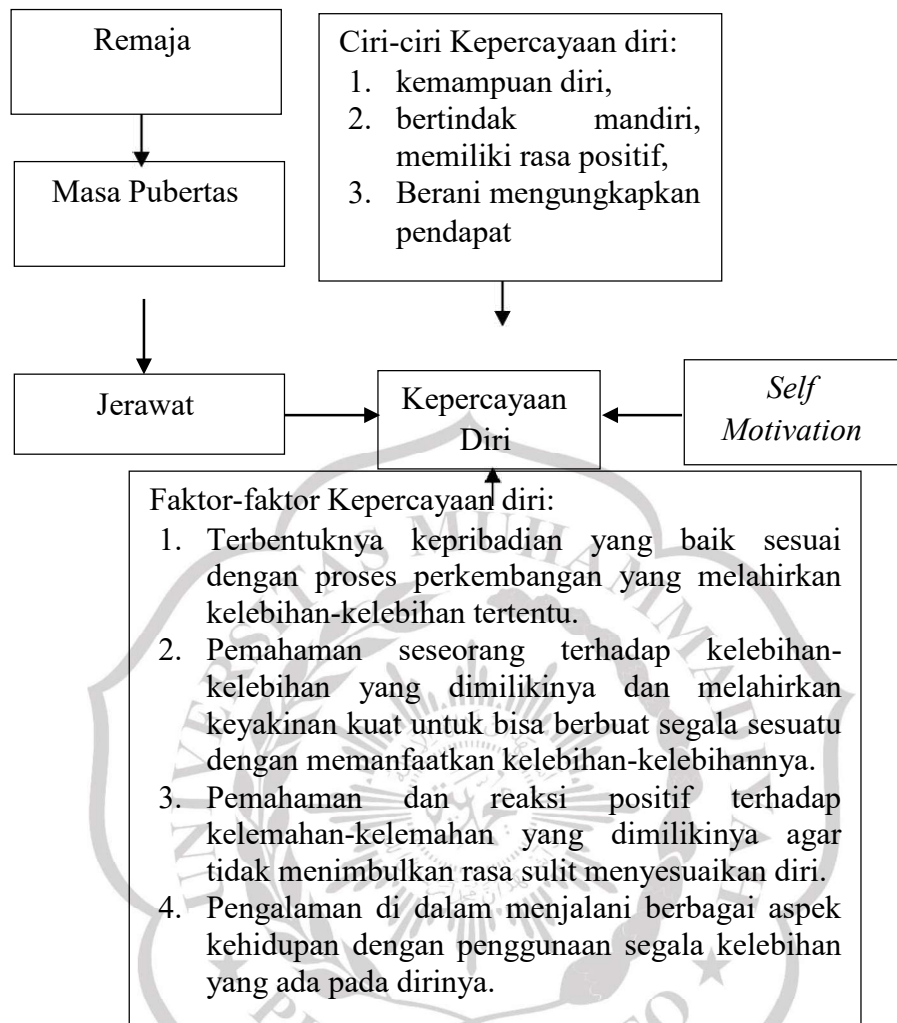 Remaja
Masa Pubertas
Ciri-ciri Kepercayaan diri:
1. kemampuan diri,
2. bertindak mandiri,
memiliki rasa positif,
3. Berani mengungkapkan
pendapat
Jerawat
Kepercayaan
Diri
Self
Motivation
Faktor-faktor Kepercayaan diri:
1. Terbentuknya kepribadian yang baik sesuai
dengan proses perkembangan yang melahirkan
kelebihan-kelebihan tertentu.
2. Pemahaman seseorang terhadap kelebihan-
kelebihan yang dimilikinya dan melahirkan
keyakinan kuat untuk bisa berbuat segala sesuatu
dengan memanfaatkan kelebihan-kelebihannya.
3. Pemahaman dan reaksi positif terhadap
kelemahan-kelemahan yang dimilikinya agar
tidak menimbulkan rasa sulit menyesuaikan diri.
4. Pengalaman di dalam menjalani berbagai aspek
kehidupan dengan penggunaan segala kelebihan
yang ada pada dirinya.
UNIVERSITAS MUHAMMADIYAH